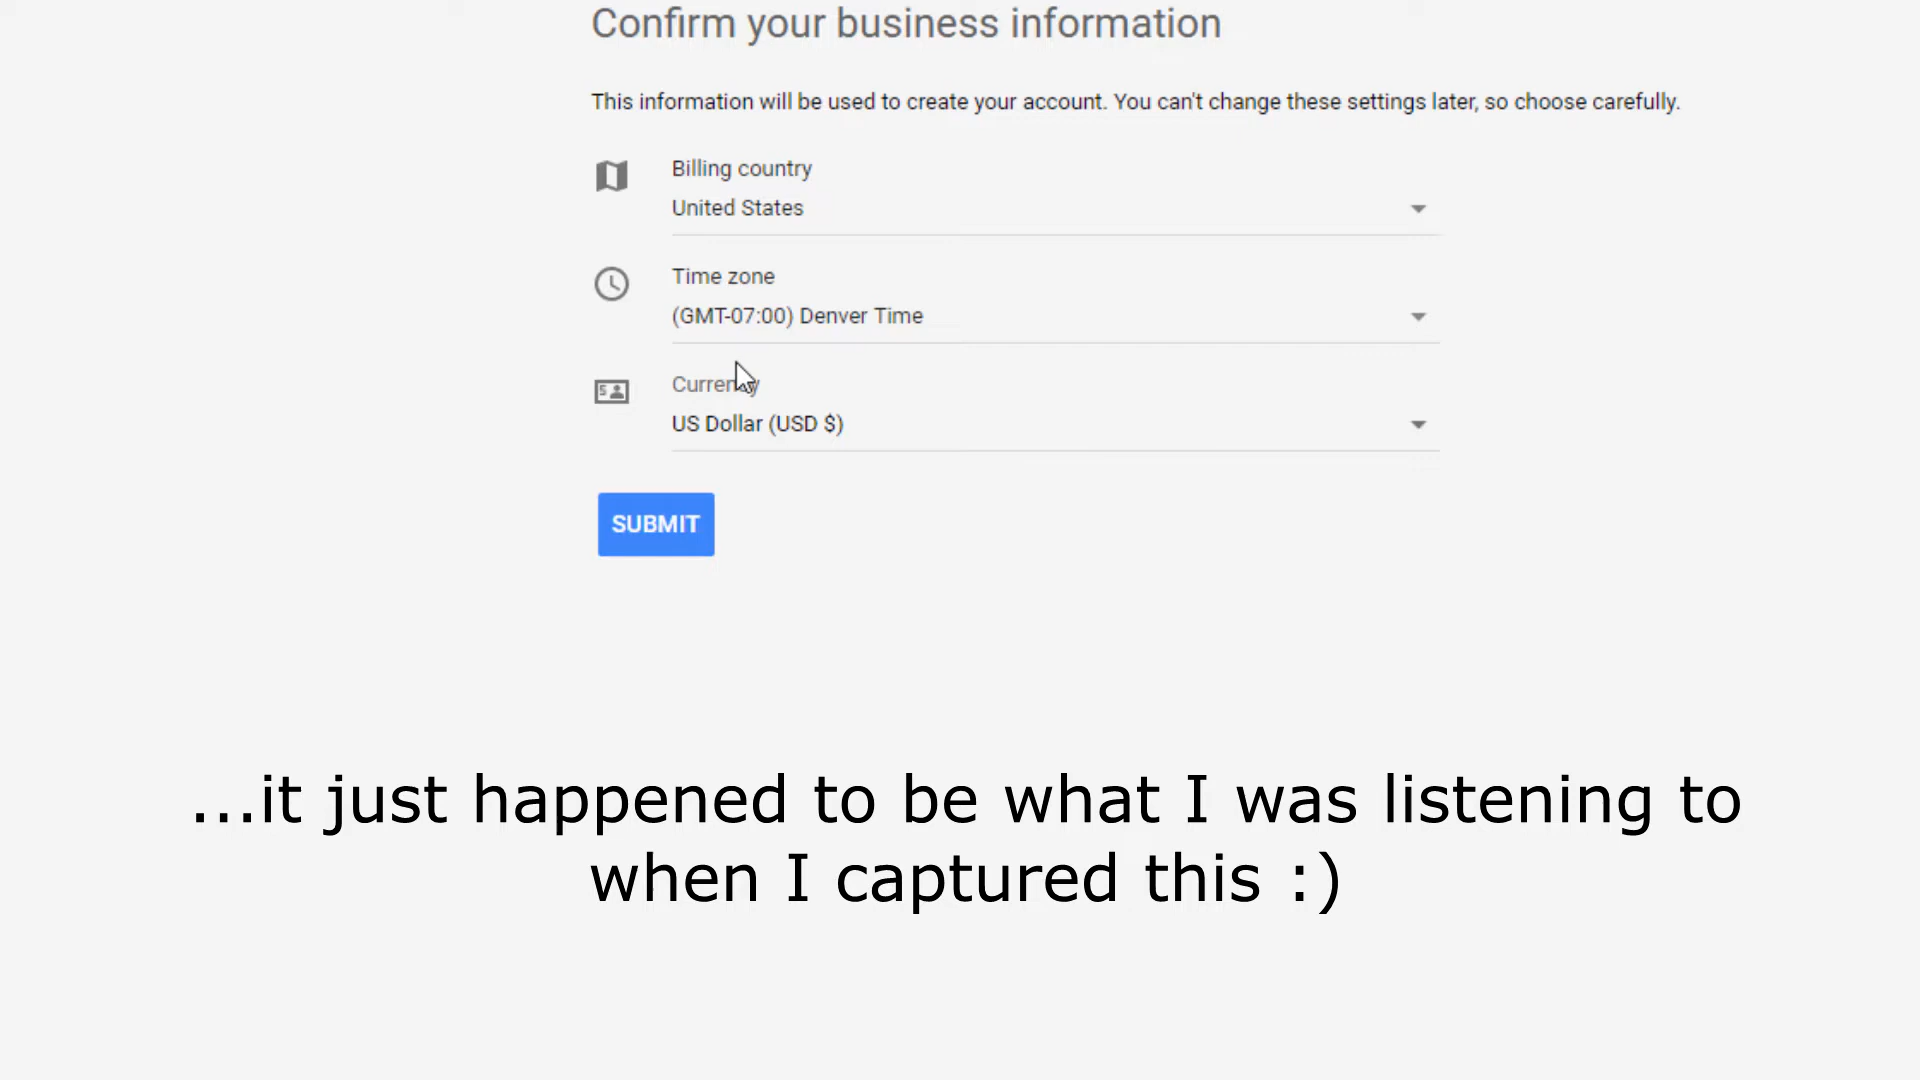 Confirm your business information
This information will be used to create your account. You can't change these settings later, so choose carefully.
Billing country
United States
Time zone
(GMT-07:00) Denver Time
Currency
US Dollar (USD $)
SUBMIT
...it just happened to be what I was listening to
when I captured this :)